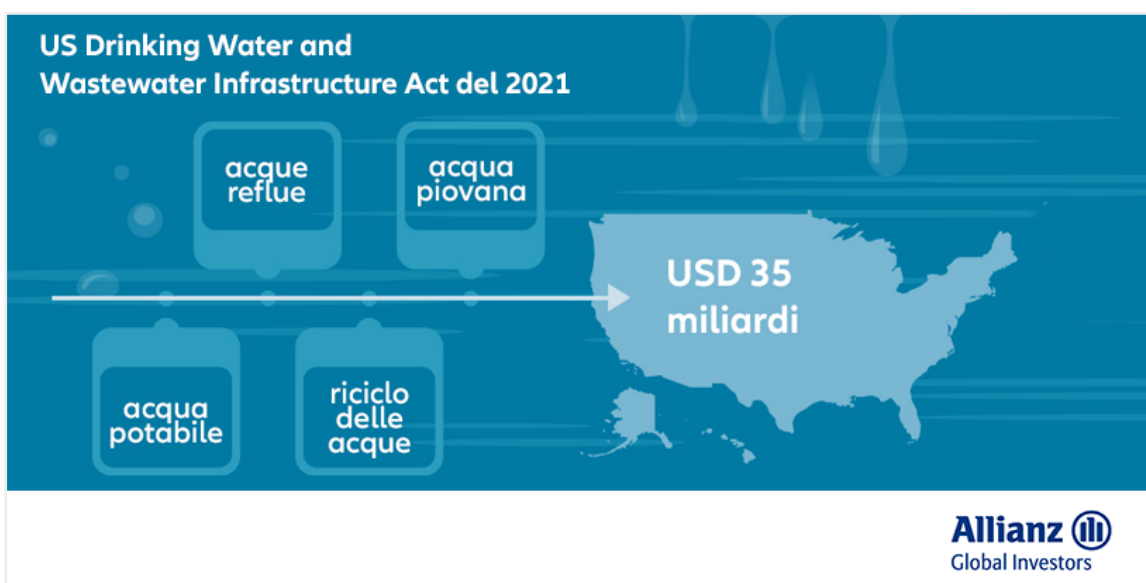 US Drinking Water and
Wastewater Infrastructure Act del 2021
acque
reflue
acqua
piovana
USD 35
miliardi
acqua
potabile
riciclo
delle
acque
Allianz
Global Investors